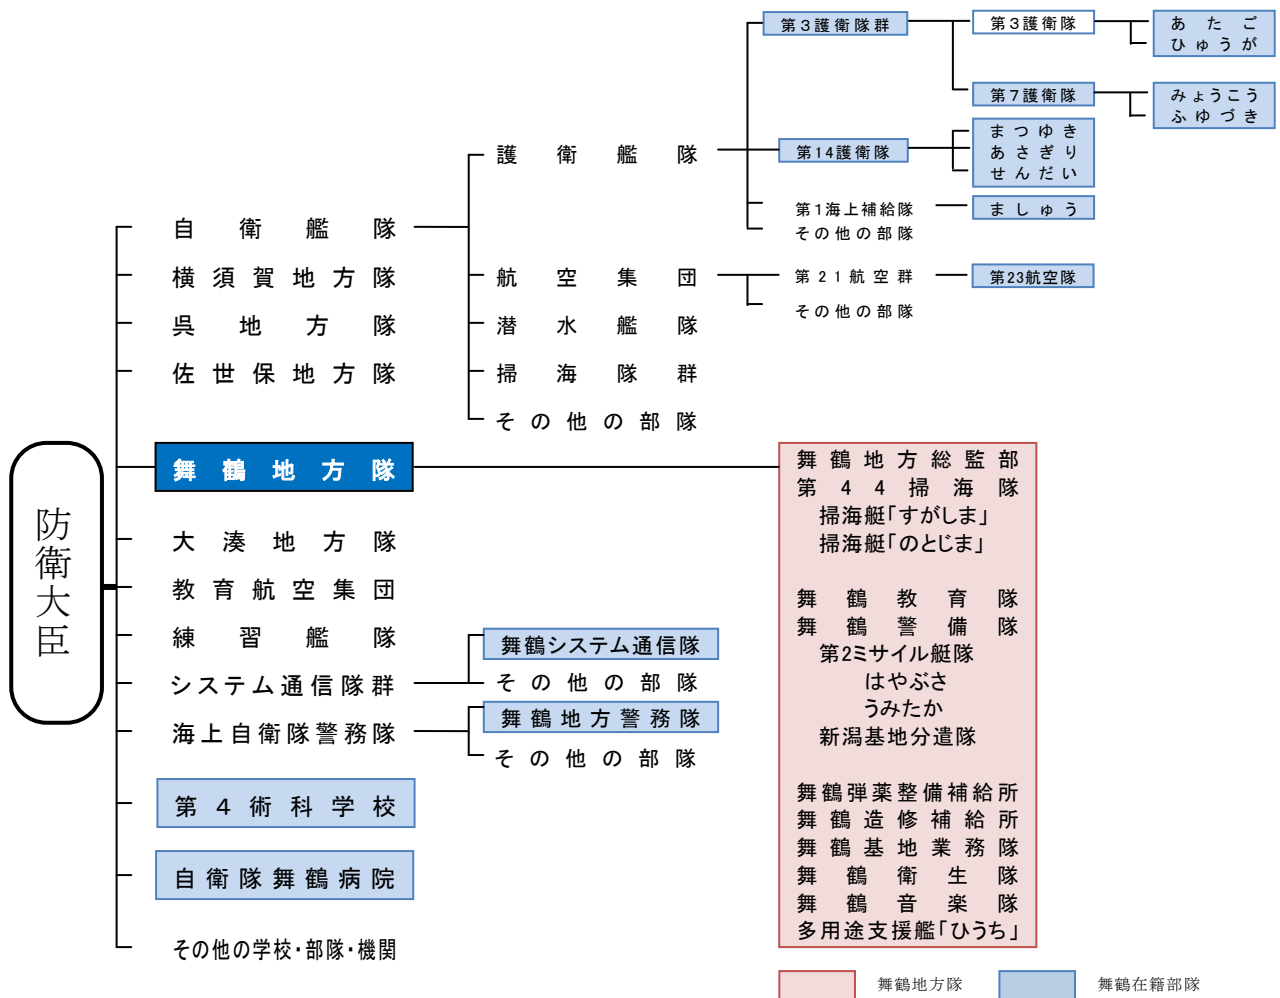 防衛大臣
自衛艦隊
横須賀地方隊
呉地方隊
佐世保地方隊
舞鶴地方隊
大湊地方隊
教育航空集団
練習艦隊
システム通信隊群
海上自衛隊警務隊
第4術科学校
自衛隊舞鶴病院
その他の学校・部隊・機関
護衛艦隊
航空集団
潜水艦隊
掃海隊群
その他の部隊
舞鶴システム通信隊
その他の部隊
舞鶴地方警務隊
その他の部隊
第3護衛隊群
第14護衛隊
第1海上補給隊
その他の部隊
第21航空群
その他の部隊
第3護衛隊
第7護衛隊
まつゆき
あさぎり
せんだい
ましゅう
第23航空隊
あたご
ひゅうが
みょうこう
ふゆづき
舞鶴地方総監部
第44掃海隊
掃海艇「すがしま」
掃海艇「のとじま」
舞鶴教育隊
舞鶴警備隊
第2ミサイル艇隊
はやぶさ
うみたか
新潟基地分遣隊
舞鶴弾薬整備補給所
舞鶴造修補給所
舞鶴基地業務隊
舞鶴衛生隊
舞鶴音楽隊
多用途支援艦「ひうち」
舞鶴地方隊
舞鶴在籍部隊